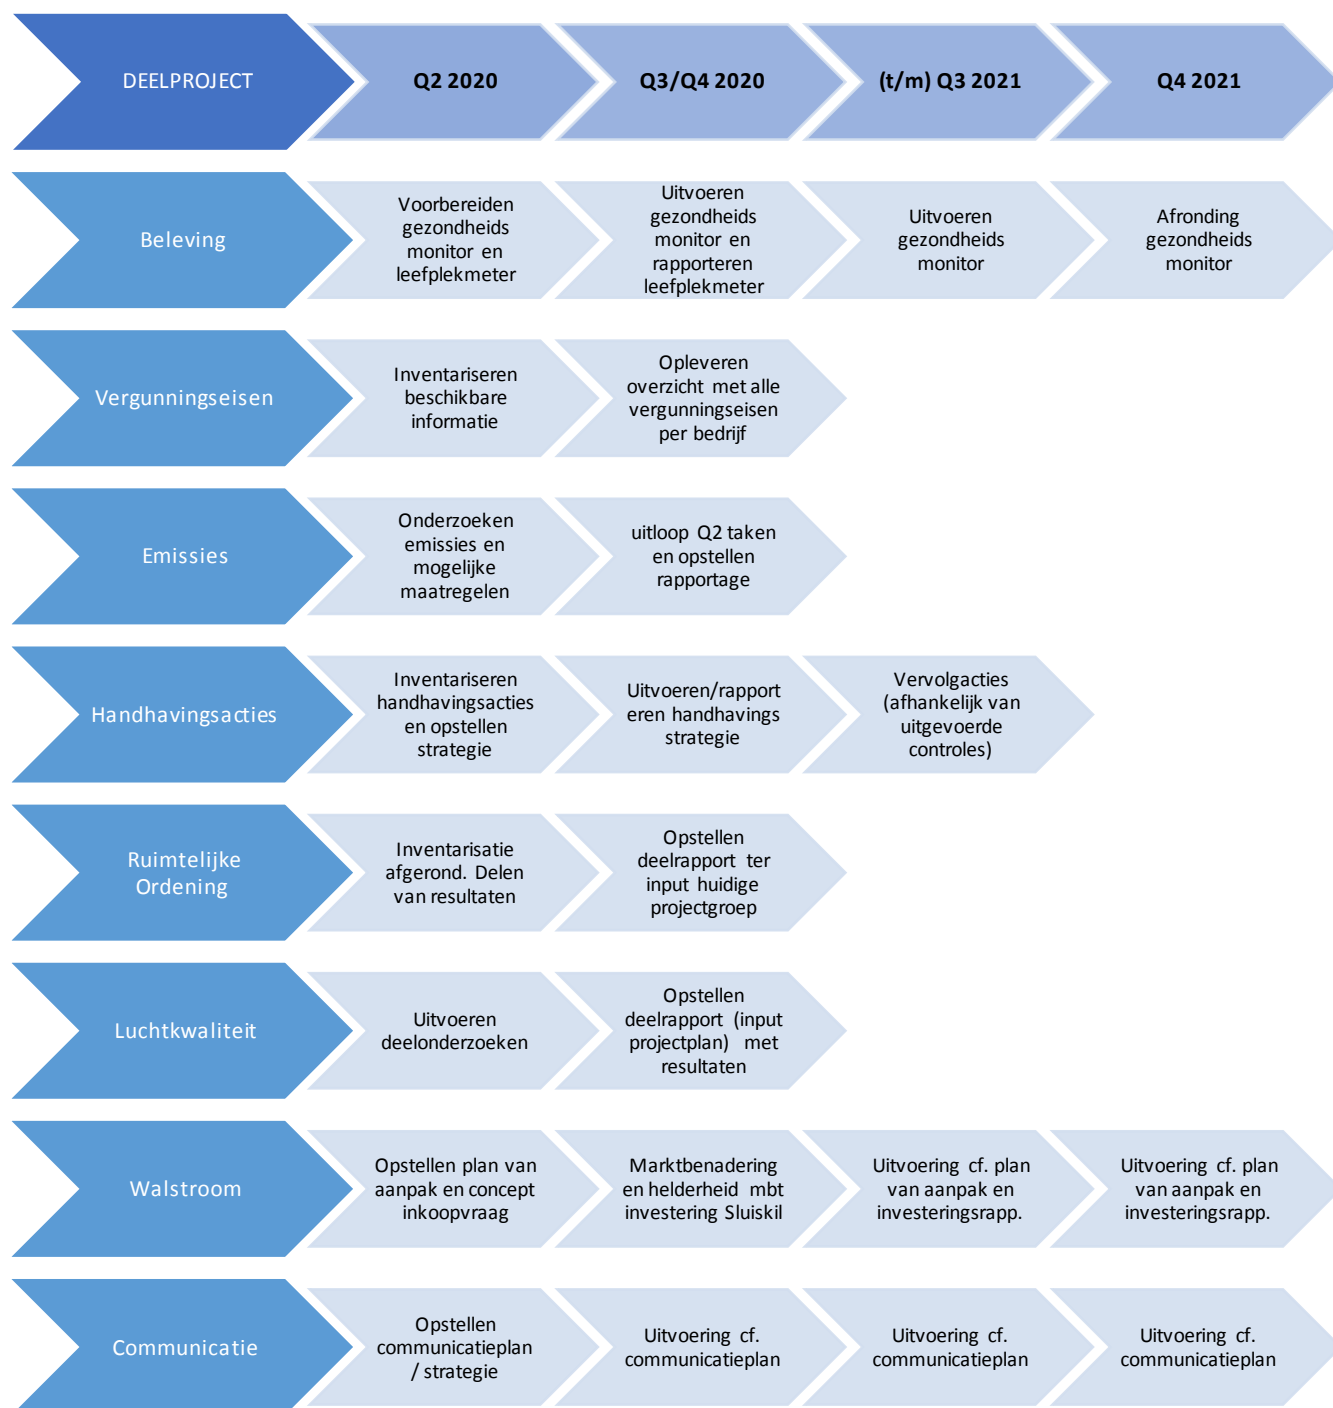 DEELPROJECT
Q2 2020
Q3/Q4 2020
(t/m) Q3 2021
Q4 2021
Beleving
Voorbereiden
gezondheids
monitor en
leefplekmeter
Uitvoeren
gezondheids
monitor en
rapporteren
leefplekmeter
Uitvoeren
gezondheids
monitor
Afronding
gezondheids
monitor
Vergunningseisen
Inventariseren
beschikbare
informatie
Opleveren
overzicht met alle
vergunningseisen
per bedrijf
Emissies
Onderzoeken
emissies en
mogelijke
maatregelen
uitloop Q2 taken
en opstellen
rapportage
Handhavingsacties
Inventariseren
handhavingsacties
en opstellen
strategie
Uitvoeren/rapport
eren handhavings
strategie
Vervolgacties
(afhankelijk van
uitgevoerde
controles)
Ruimtelijke
Ordening
Inventarisatie
afgerond. Delen
van resultaten
Opstellen
deelrapport ter
input huidige
projectgroep
Luchtkwaliteit
Uitvoeren
deelonderzoeken
Opstellen
deelrapport (input
projectplan) met
resultaten
Walstroom
Opstellen plan van
aanpak en concept
inkoopvraag
Marktbenadering
en helderheid mbt
investering Sluiskil
Uitvoering cf. plan
van aanpak en
investeringsrapp.
Uitvoering cf. plan
van aanpak en
investeringsrapp.
Communicatie
Opstellen
communicatieplan
/ strategie
Uitvoering cf.
communicatieplan
Uitvoering cf.
communicatieplan
Uitvoering cf.
communicatieplan